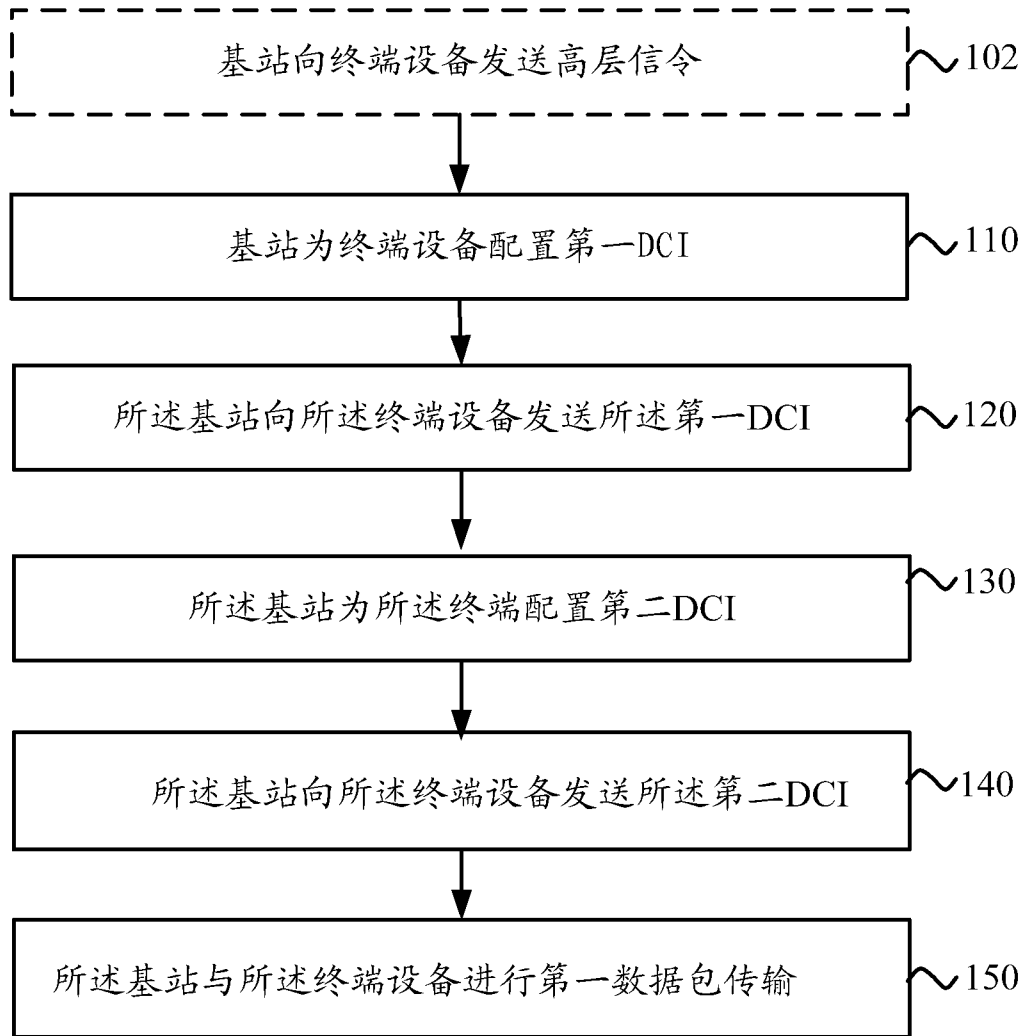 基站向终端设备发送高层信令
102
基站为终端设备配置第一DCI
110
所述基站向所述终端设备发送所述第一DCI
120
所述基站为所述终端配置第二DCI
130
所述基站向所述终端设备发送所述第二DCI
140
所述基站与所述终端设备进行第一数据包传输
150